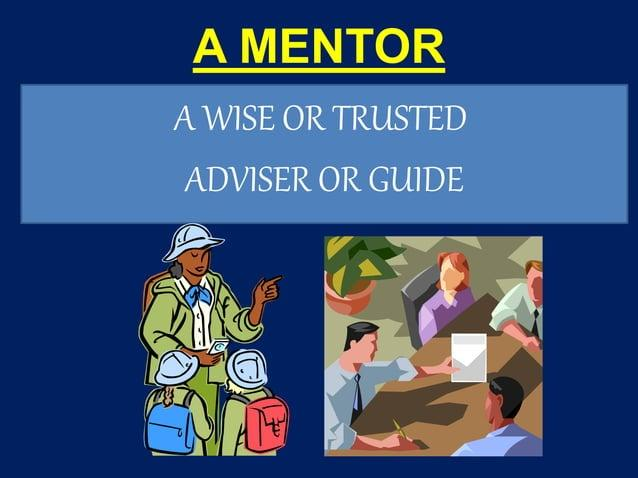 A MENTOR
A WISE OR TRUSTED
ADVISER OR GUIDE